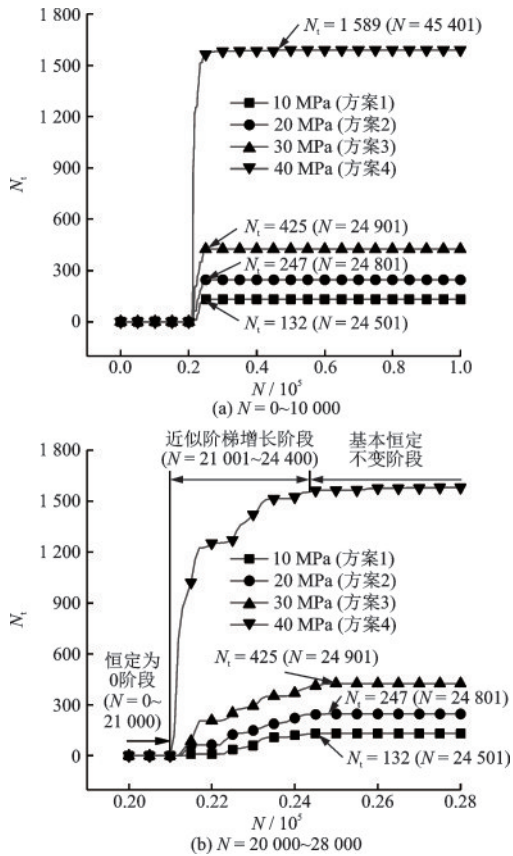 1 800
1 500
1 200
900
600
300
0
N_t
N_t = 1 589 (N = 45 401)
10 MPa (方案1)
20 MPa (方案2)
30 MPa (方案3)
40 MPa (方案4)
N_t = 425 (N = 24 901)
N_t = 247 (N = 24 801)
N_t = 132 (N = 24 501)
0.0 0.2 0.4 0.6 0.8 1.0
N / 10^5
(a) N = 0~10 000
近似阶梯增长阶段
(N = 21 001~24 400)
基本恒定
不变阶段
1 800
1 500
1 200
900
600
300
0
N_t
10 MPa (方案1)
20 MPa (方案2)
30 MPa (方案3)
40 MPa (方案4)
恒定为
0阶段
(N = 0~
21 000)
N_t = 425 (N = 24 901)
N_t = 247 (N = 24 801)
N_t = 132 (N = 24 501)
0.20 0.22 0.24 0.26 0.28
N / 10^5
(b) N = 20 000~28 000